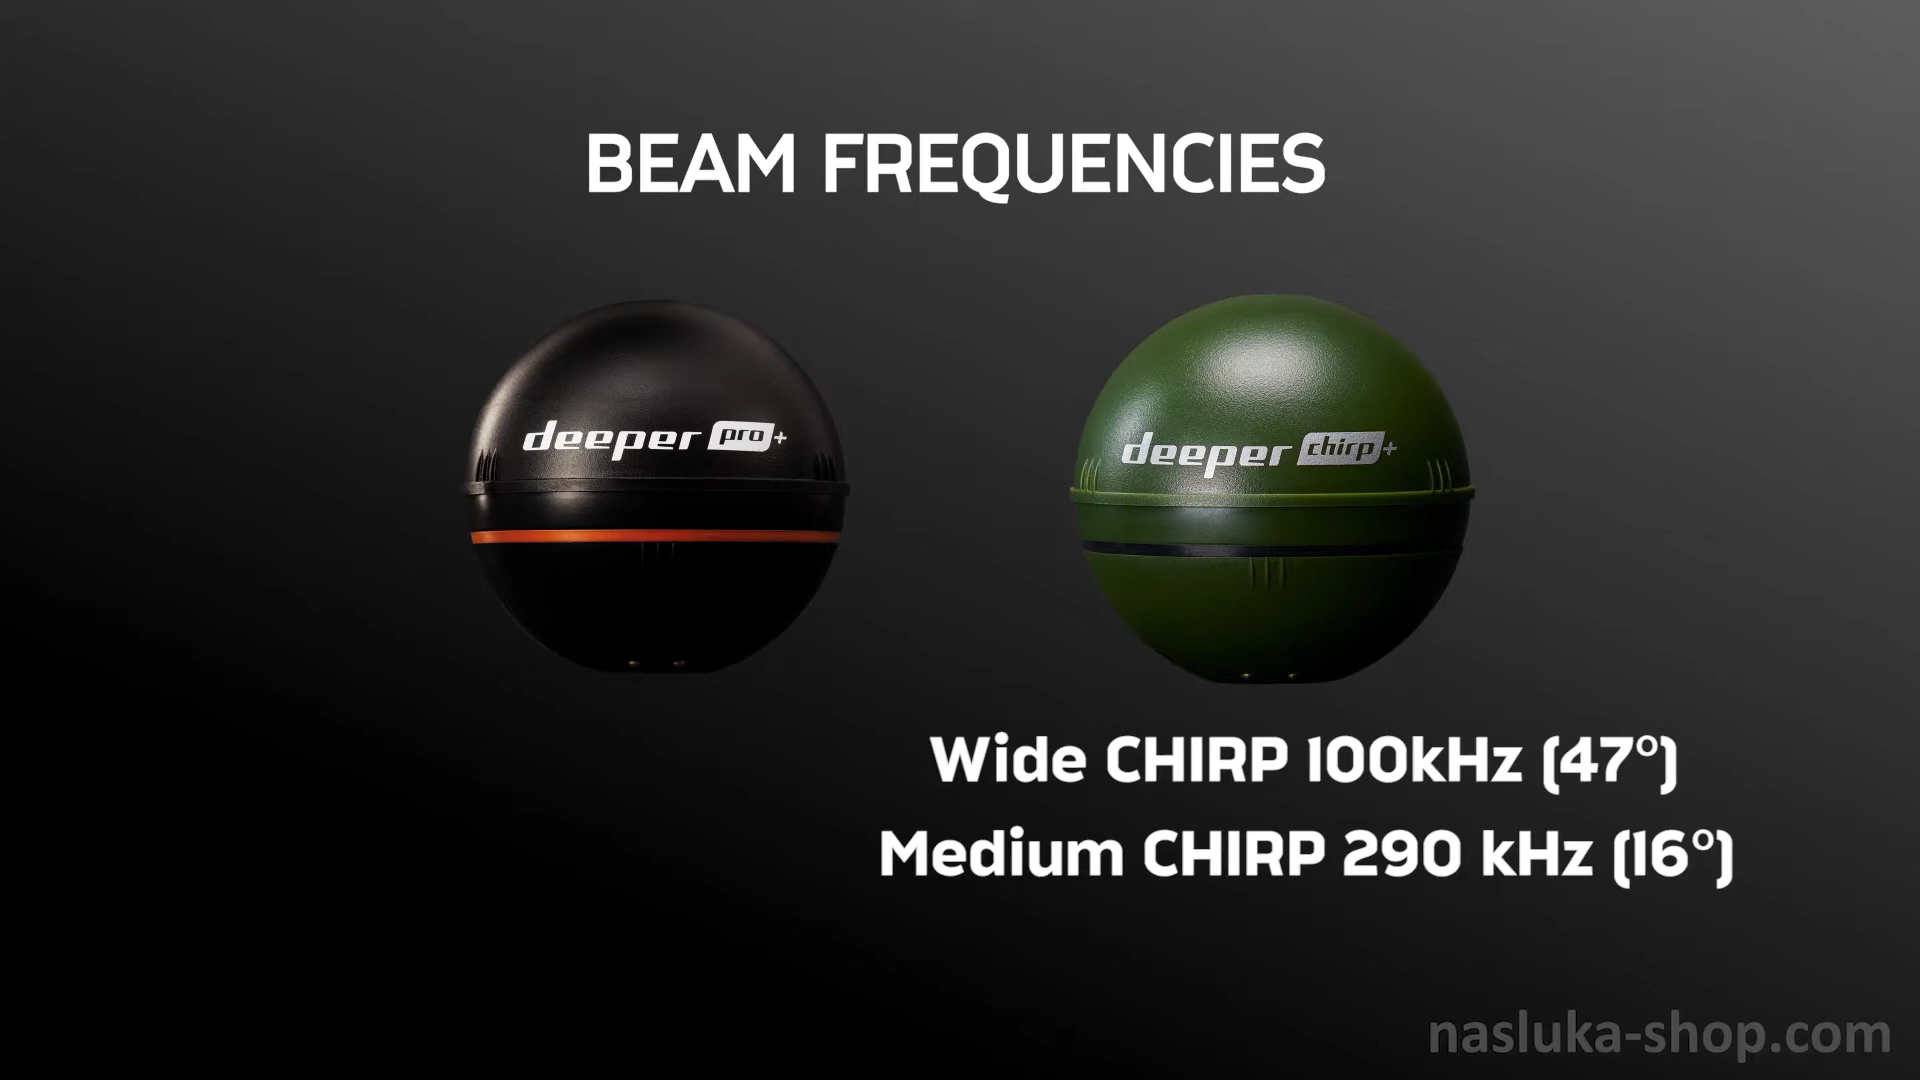 BEAM FREQUENCIES
deeper pro+
deeper chirp+
Wide CHIRP 100kHz (47°)
Medium CHIRP 290 kHz (16°)
nasluka-shop.com